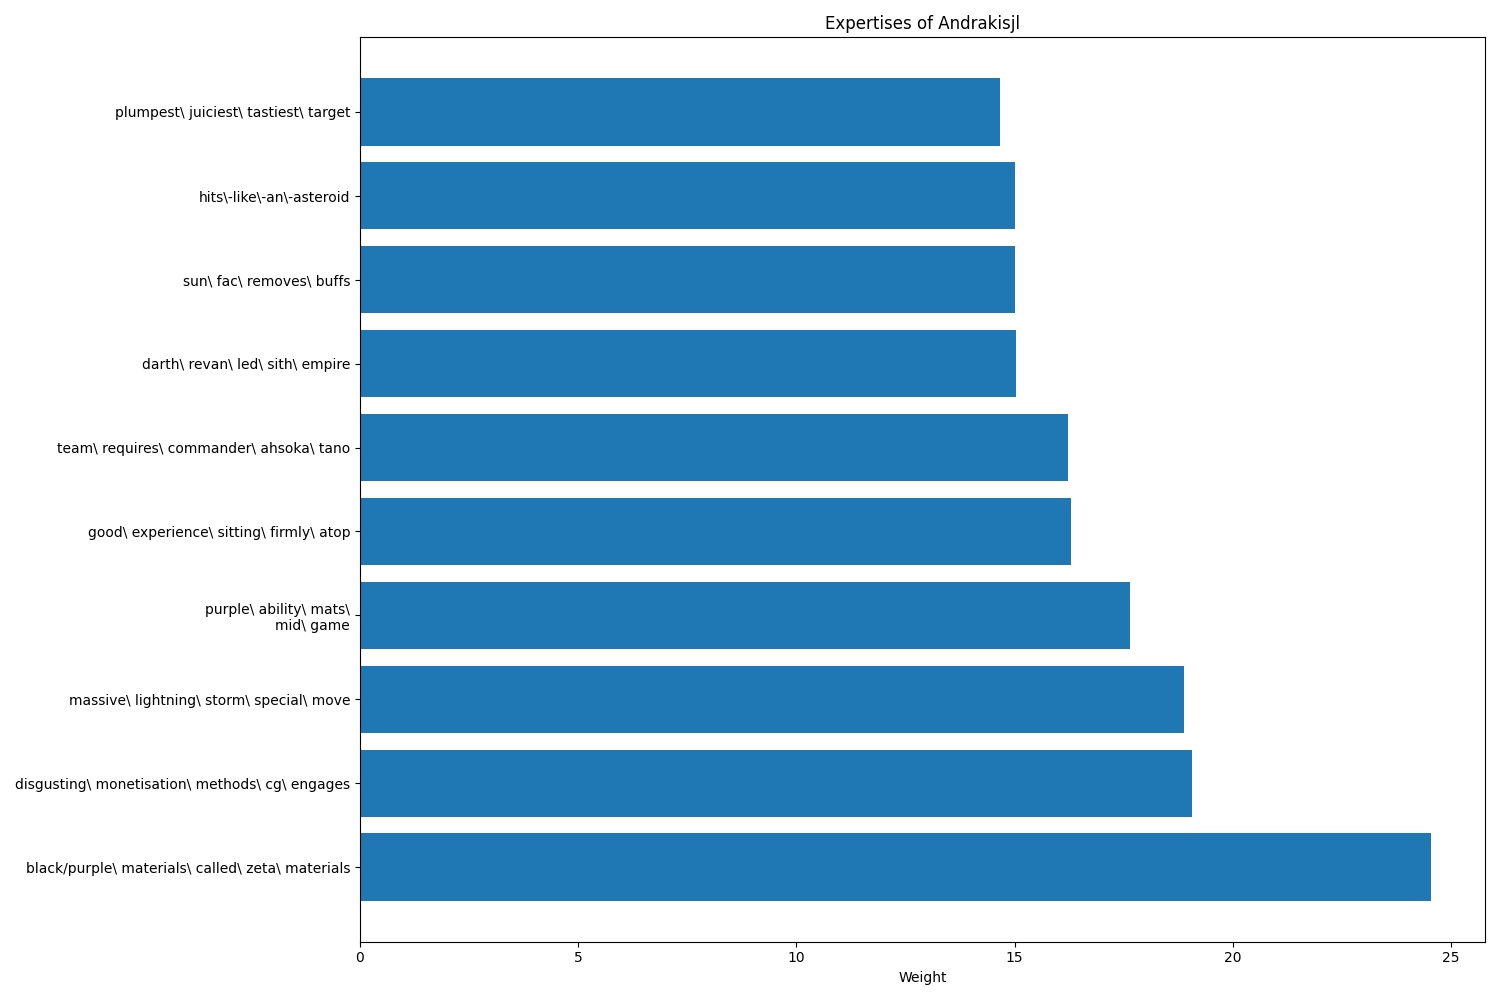 Expertises of Andrakisjl
plumpest\ juiciest\ tastiest\ target
hits\-like\-an\-asteroid
sun\ fac\ removes\ buffs
darth\ revan\ led\ sith\ empire
team\ requires\ commander\ ahsoka\ tano
good\ experience\ sitting\ firmly\ atop
purple\ ability\ mats\
mid\ game
massive\ lightning\ storm\ special\ move
disgusting\ monetisation\ methods\ cg\ engages
black/purple\ materials\ called\ zeta\ materials
0 5 10 15 20 25
Weight